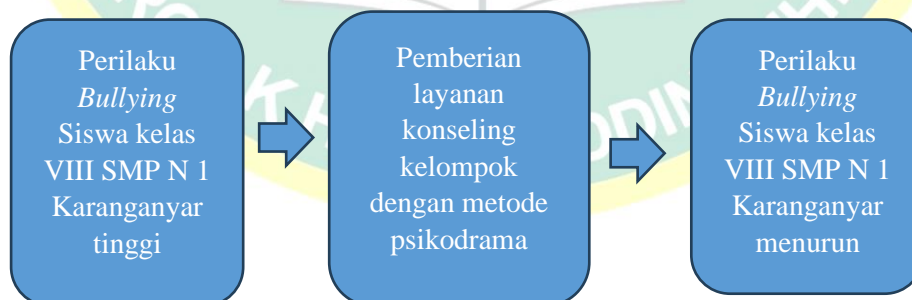 Perilaku
Bullying
Siswa kelas
VIII SMP N 1
Karanganyar
tinggi
Pemberian
layanan
konseling
kelompok
dengan metode
psikodrama
Perilaku
Bullying
Siswa kelas
VIII SMP N 1
Karanganyar
menurun